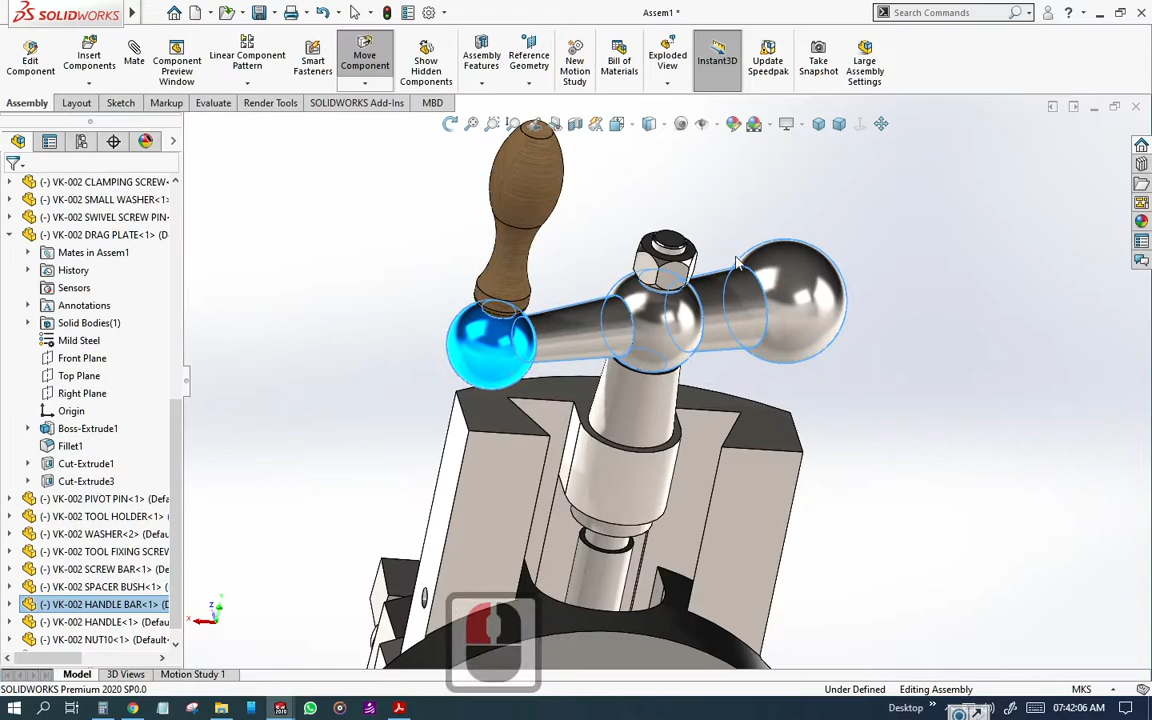 SOLIDWORKS
Assem1 *
Search Commands
Edit Component
Insert Components
Mate
Component Preview Window
Linear Component Pattern
Smart Fasteners
Move Component
Show Hidden Components
Assembly Features
Reference Geometry
New Motion Study
Bill of Materials
Exploded View
Instant3D
Update Speedpak
Take Snapshot
Large Assembly Settings
Assembly
Layout
Sketch
Markup
Evaluate
Render Tools
SOLIDWORKS Add-Ins
MBD
(-) VK-002 CLAMPING SCREW<
(-) VK-002 SMALL WASHER<1>
(-) VK-002 SWIVEL SCREW PIN
(-) VK-002 DRAG PLATE<1> (D
Mates in Assem1
History
Sensors
Annotations
Solid Bodies(1)
Mild Steel
Front Plane
Top Plane
Right Plane
Origin
Boss-Extrude1
Fillet1
Cut-Extrude1
Cut-Extrude3
(-) VK-002 PIVOT PIN<1> (Defa
(-) VK-002 TOOL HOLDER<1> (
(-) VK-002 WASHER<2> (Defau
(-) VK-002 TOOL FIXING SCREW
(-) VK-002 SCREW BAR<1> (Def
(-) VK-002 SPACER BUSH<1> (
(-) VK-002 HANDLE BAR<1> (D
(-) VK-002 HANDLE<1> (Defau
(-) VK-002 NUT10<1> (Default
Model
3D Views
Motion Study 1
SOLIDWORKS Premium 2020 SP0.0
Under Defined
Editing Assembly
MKS
Desktop
07:42:06 AM